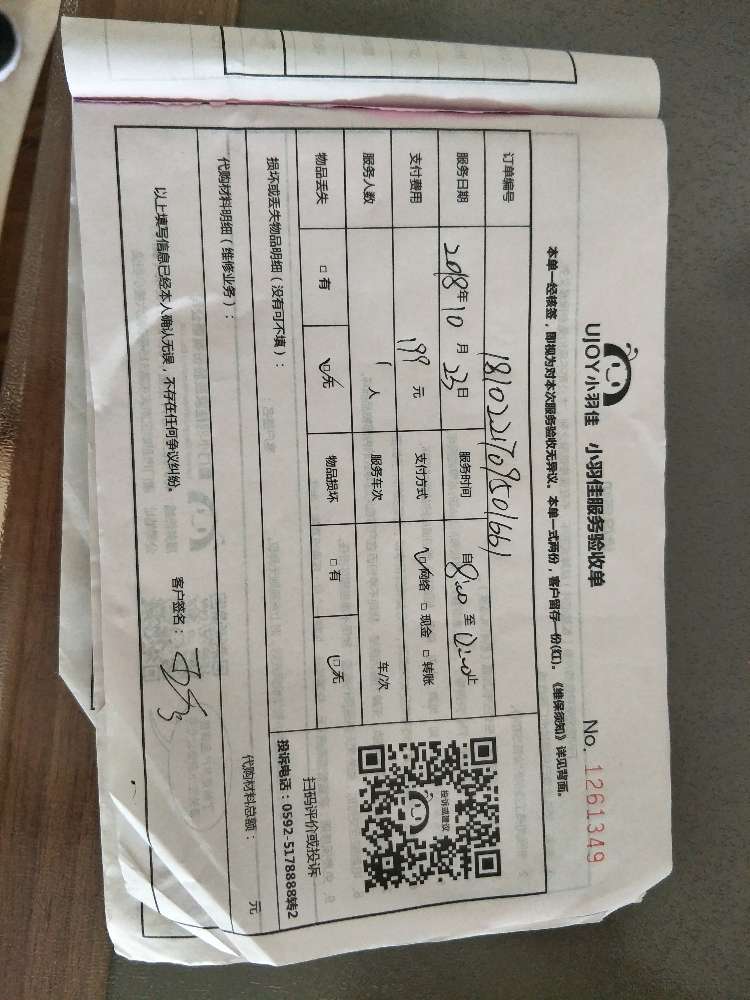 UJOY小羽佳 小羽佳服务验收单 No. 1261349
本单一经核签，即视为对本次服务验收无异议。本单一式两份，客户留存一份(红)。《维保须知》详见背面。
订单编号
服务日期 2018年10月23日 服务时间 自8:00至
支付费用 199元 支付方式 ☑网络 □现金 □转账
服务人数 1人 服务车次 车/次
物品丢失 □有 ☑无 物品损坏 □有 ☑无
投诉或建议
扫码评价或投诉
投诉电话：0592-5178888转2
损坏或丢失物品明细（没有可不填）：
代购材料明细（维修业务）： 代购材料总额： 元
以上填写信息已经本人确认无误，不存在任何争议纠纷。 客户签名：